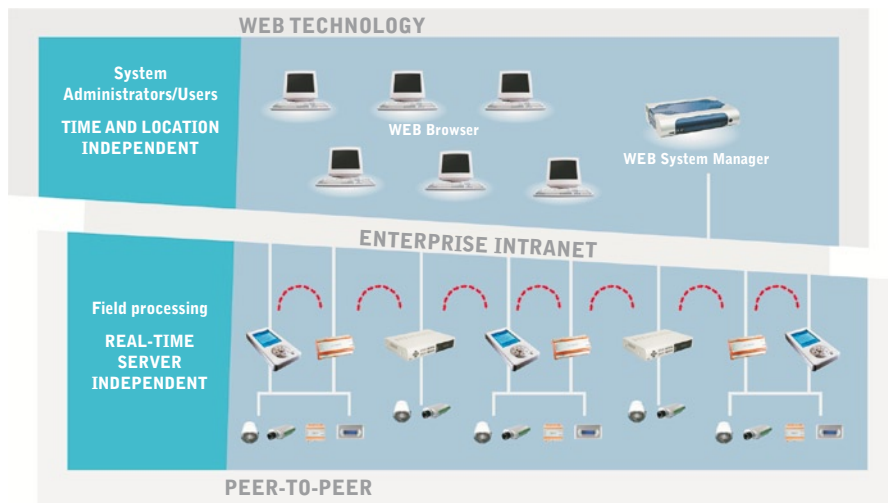 WEB TECHNOLOGY
System
Administrators/Users
TIME AND LOCATION
INDEPENDENT
WEB Browser
WEB System Manager
ENTERPRISE INTRANET
Field processing
REAL-TIME
SERVER
INDEPENDENT
PEER-TO-PEER